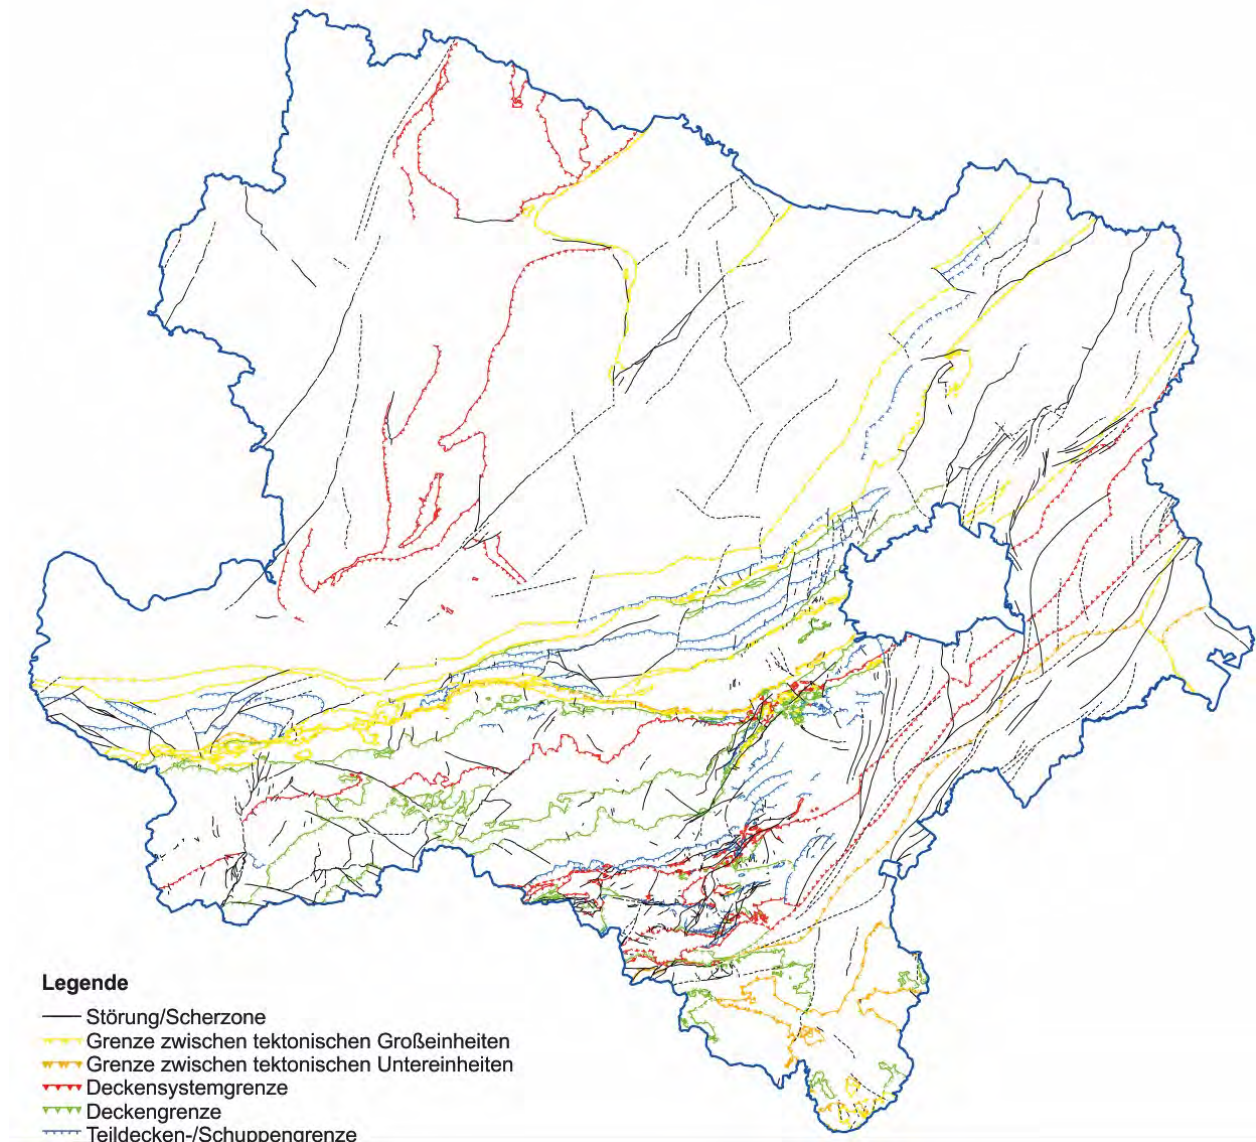 Legende
Störung/Scherzone
Grenze zwischen tektonischen Großeinheiten
Grenze zwischen tektonischen Untereinheiten
Deckensystemgrenze
Deckengrenze
Teildecken-/Schuppengrenze